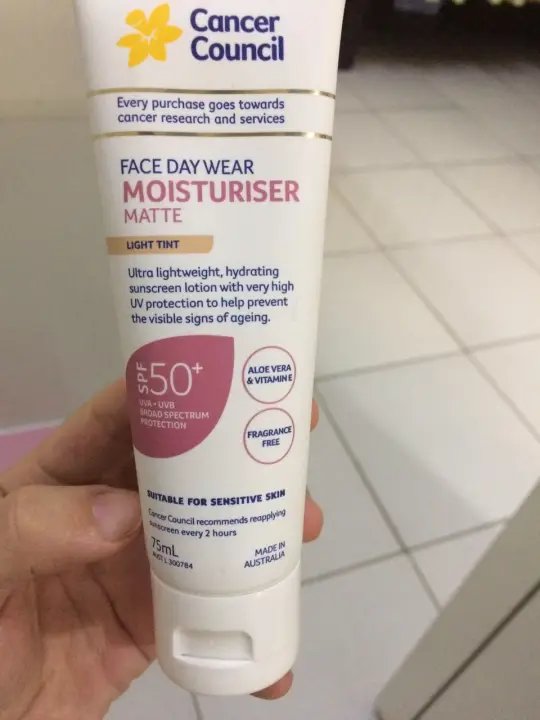 Cancer
Council
Every purchase goes towards
cancer research and services
FACE DAY WEAR
MOISTURISER
MATTE
LIGHT TINT
Ultra lightweight, hydrating
sunscreen lotion with very high
UV protection to help prevent
the visible signs of ageing.
SPF 50+
UVA • UVB
BROAD SPECTRUM
PROTECTION
ALOE VERA
& VITAMIN E
FRAGRANCE
FREE
SUITABLE FOR SENSITIVE SKIN
Cancer Council recommends reapplying
sunscreen every 2 hours
75mL
AUST L 300784
MADE IN
AUSTRALIA